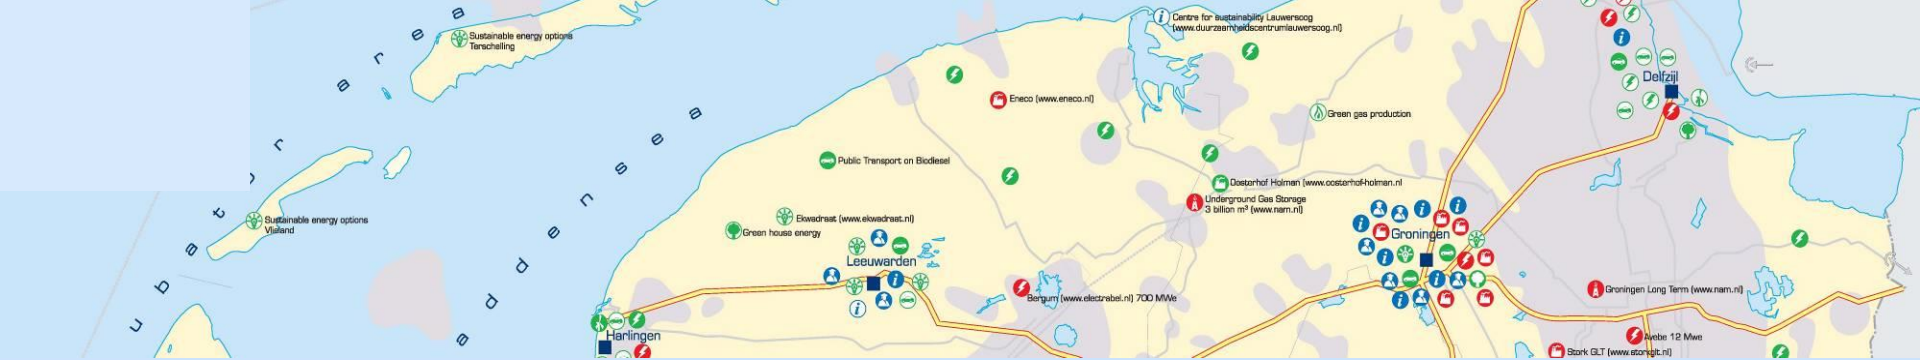 Sustainable energy options
Terschelling
Centre for sustainability Lauwersoog
(www.duurzaamheidscentrumlauwersoog.nl)
Eneco (www.eneco.nl)
Delfzijl
Green gas production
Public Transport on Biodiesel
Oosterhof Holman (www.oosterhof-holman.nl
Underground Gas Storage
3 billion m³ (www.nam.nl)
Sustainable energy options
Vlieland
Ekwadraat (www.ekwadraat.nl)
Green house energy
Groningen
Leeuwarden
Bergum (www.electrabel.nl) 700 MWe
Groningen Long Term (www.nam.nl)
Harlingen
Avebe 12 Mwe
Stork GLT (www.storkglt.nl)
waddensea
ubatuurarea